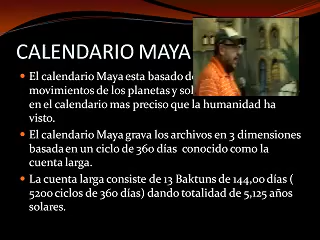 CALENDARIO MAYA
El calendario Maya esta basado de
movimientos de los planetas y sol
en el calendario mas preciso que la humanidad ha
visto.
El calendario Maya grava los archivos en 3 dimensiones
basada en un ciclo de 360 días conocido como la
cuenta larga.
La cuenta larga consiste de 13 Baktuns de 144,00 días (
5200 ciclos de 360 días) dando totalidad de 5,125 años
solares.